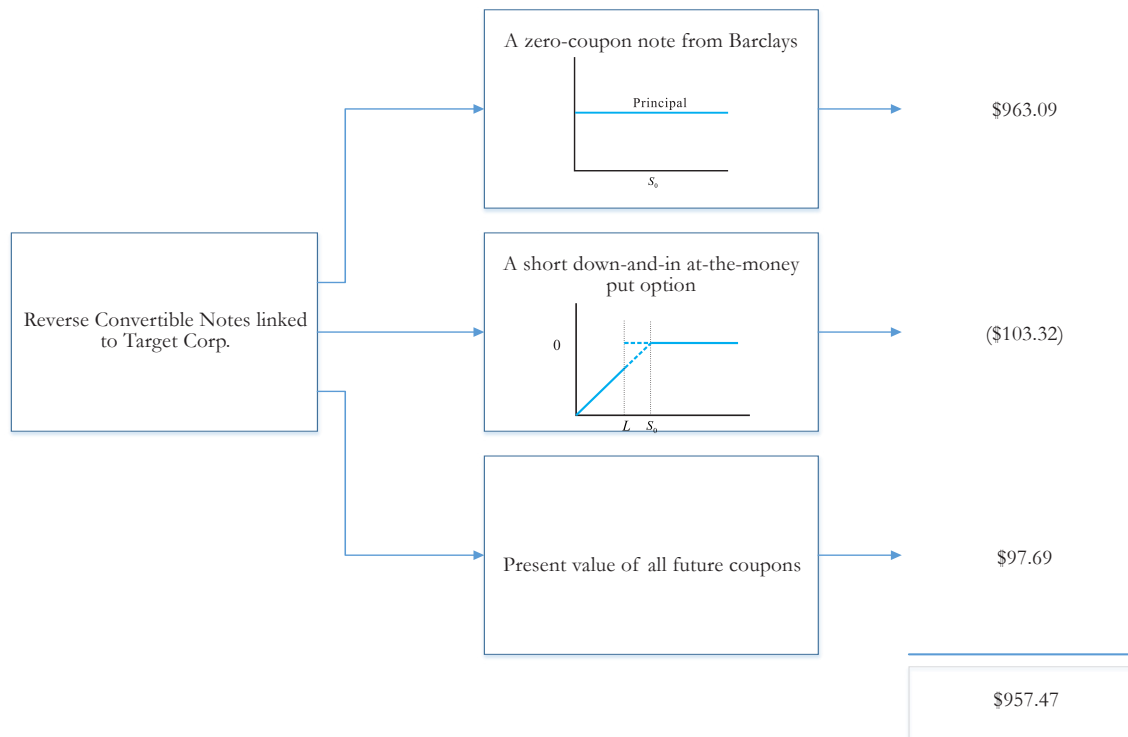 A zero-coupon note from Barclays
Principal
S₀
$963.09
Reverse Convertible Notes linked
to Target Corp.
A short down-and-in at-the-money
put option
0
L S₀
($103.32)
Present value of all future coupons
$97.69
$957.47